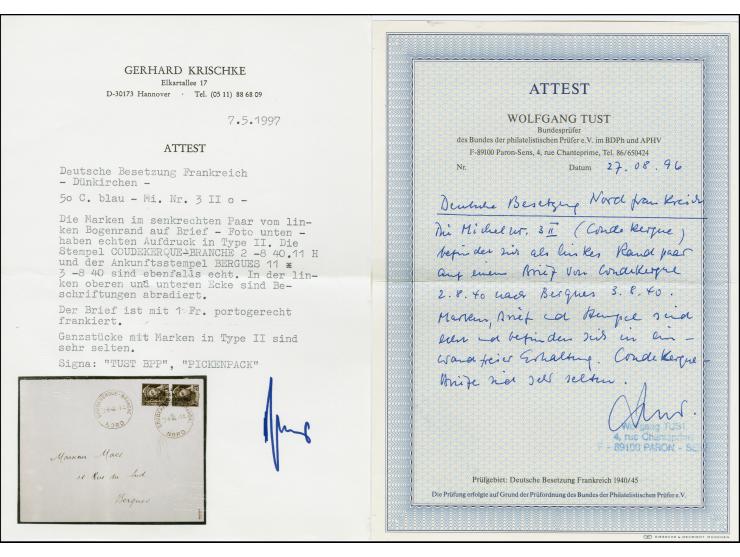 GERHARD KRISCHKE
Elkartallee 17
D-30173 Hannover · Tel. (05 11) 88 68 09
7.5.1997
ATTEST
Deutsche Besetzung Frankreich
- Dünkirchen -
50 C. blau - Mi. Nr. 3 II o -
Die Marken im senkrechten Paar vom lin-
ken Bogenrand auf Brief - Foto unten -
haben echten Aufdruck in Type II. Die
Stempel COUDEKERQUE-BRANCHE 2 -8 40.11 H
und der Ankunftsstempel BERGUES 11 *
3 -8 40 sind ebenfalls echt. In der lin-
ken oberen und unteren Ecke sind Be-
schriftungen abradiert.
Der Brief ist mit 1 Fr. portogerecht
frankiert.
Ganzstücke mit Marken in Type II sind
sehr selten.
Signa: "TUST BPP", "PICKENPACK"
Bergues
ATTEST
WOLFGANG TUST
Bundesprüfer
des Bundes der philatelistischen Prüfer e.V. im BDPh und APHV
F-89100 Paron-Sens, 4, rue Chanteprime, Tel. 86/650424
Nr. Datum 27.08.96
Deutsche Besetzung Nordfrankreich
Die Michelnr. 3 II (Condekerque)
befinden sich als linkes Randpaar
auf einem Brief von Condekerque
2.8.40 nach Bergues 3.8.40.
Marken, Brief und Stempel sind
echt und befinden sich in ein-
wandfreier Erhaltung. Condekerque-
Briefe sind sehr selten.
Wolfgang TUST
4, rue Chanteprime
F - 89100 PARON - SE
Prüfgebiet: Deutsche Besetzung Frankreich 1940/45
Die Prüfung erfolgte auf Grund der Prüfordnung des Bundes der Philatelistischen Prüfer e.V.